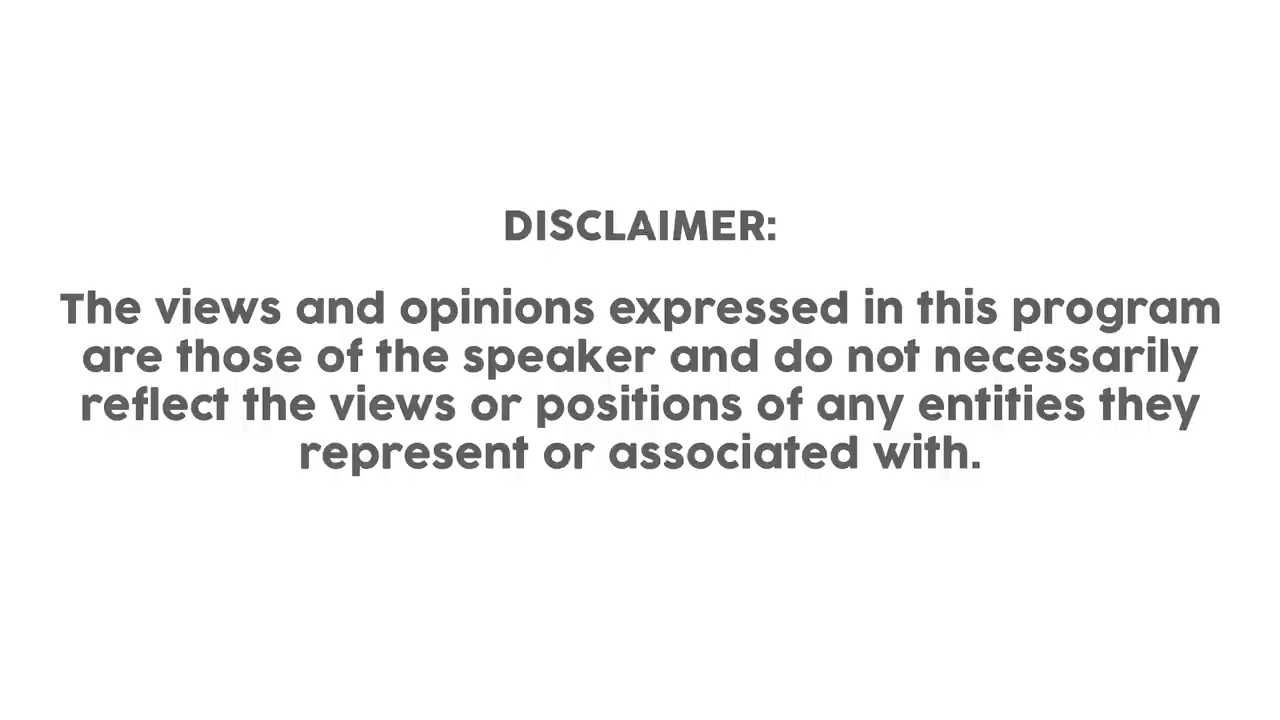 DISCLAIMER:
The views and opinions expressed in this program
are those of the speaker and do not necessarily
reflect the views or positions of any entities they
represent or associated with.